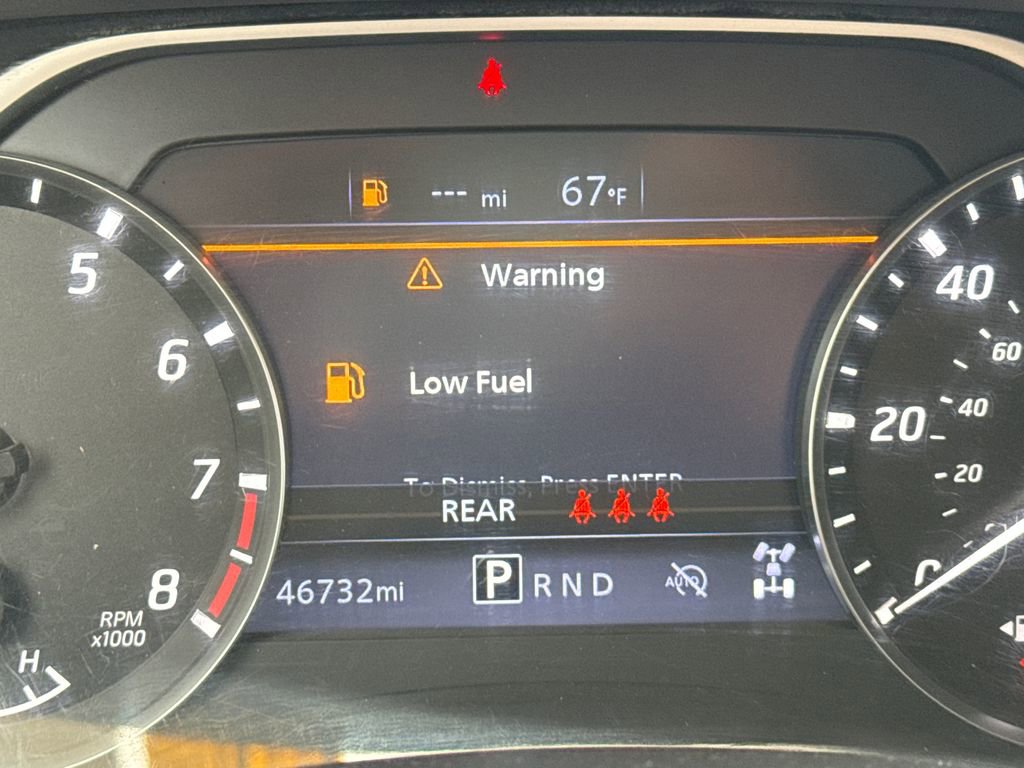 --- mi 67°F
Warning
Low Fuel
To Dismiss, Press ENTER
REAR
46732mi P R N D AUTO
5
6
7
8
RPM
x1000
H
40
60
20
40
20